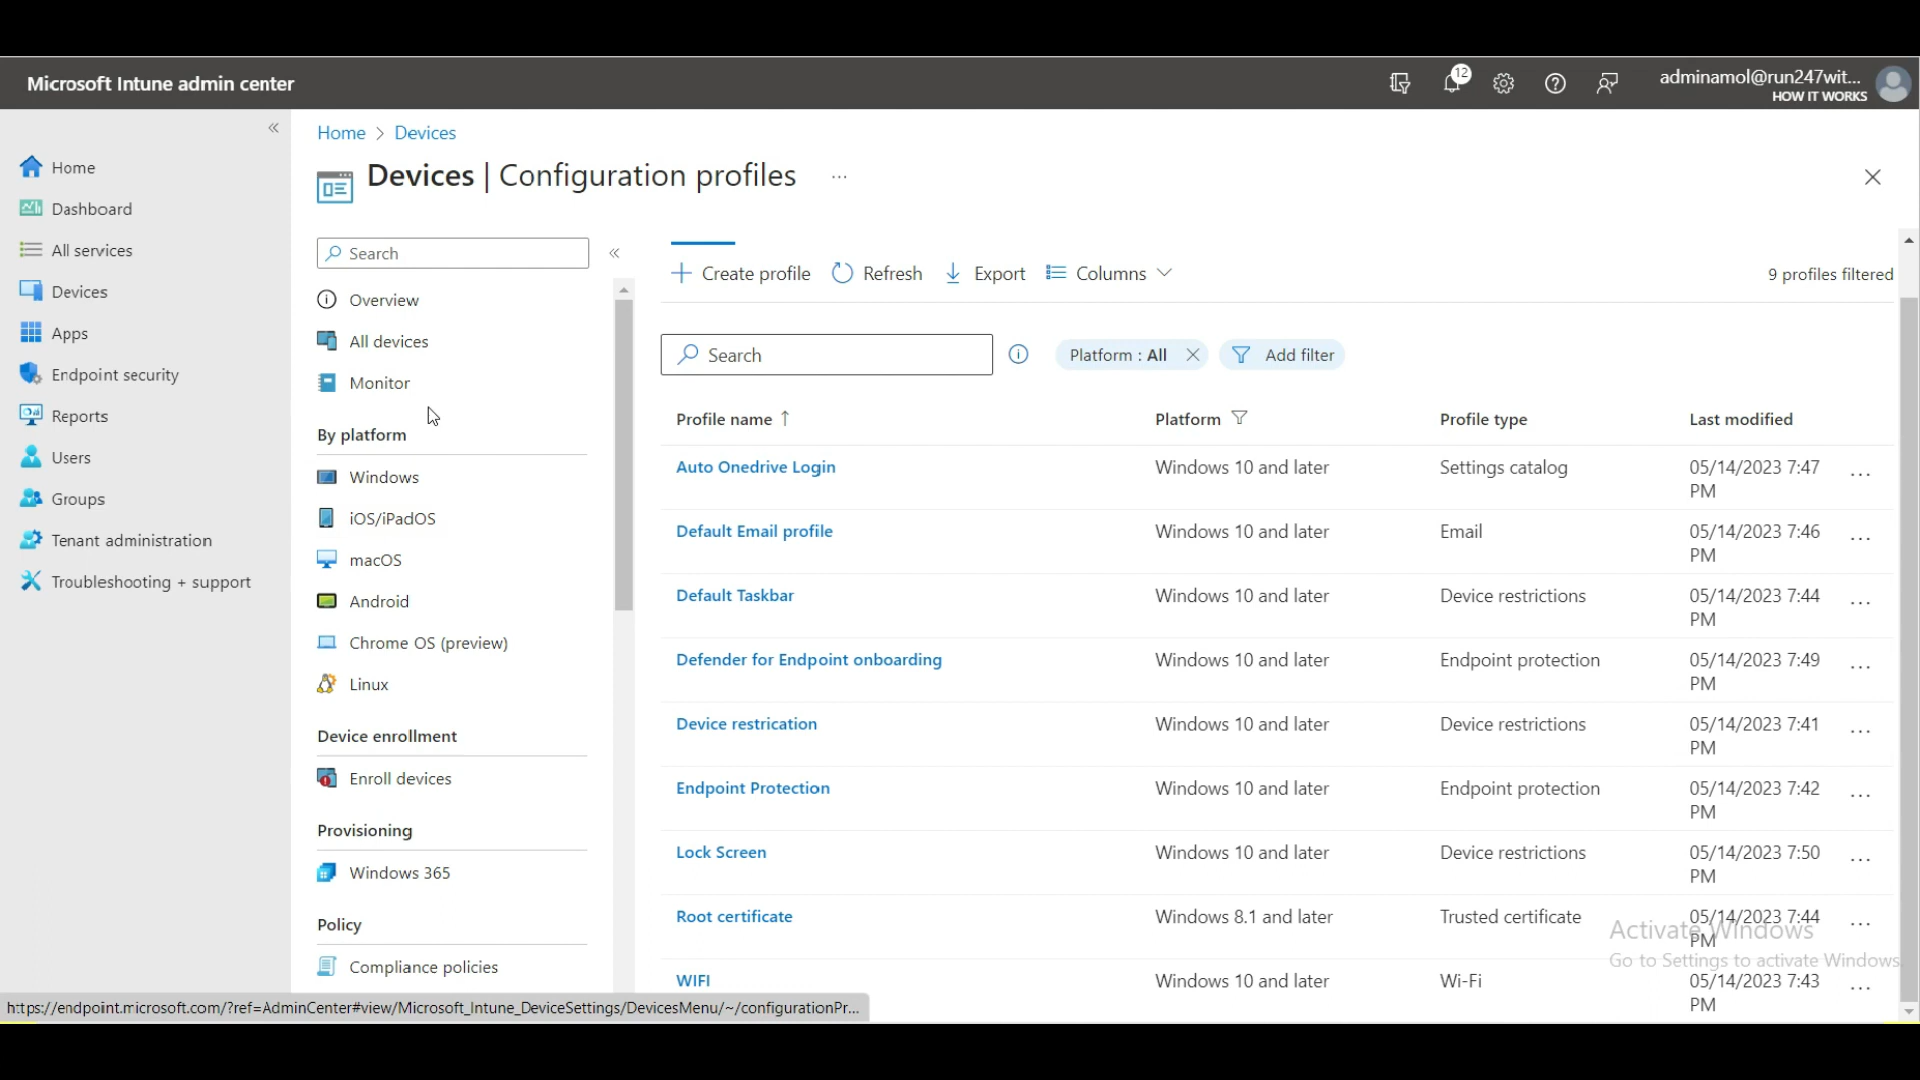 Microsoft Intune admin center
12
adminamol@run247wit...
HOW IT WORKS
Home
Dashboard
All services
Devices
Apps
Endpoint security
Reports
Users
Groups
Tenant administration
Troubleshooting + support
Home > Devices
Devices | Configuration profiles ...
Search
Overview
All devices
Monitor
By platform
Windows
iOS/iPadOS
macOS
Android
Chrome OS (preview)
Linux
Device enrollment
Enroll devices
Provisioning
Windows 365
Policy
Compliance policies
Create profile Refresh Export Columns 9 profiles filtered
Search Platform : All Add filter
Profile name ↑ Platform Profile type Last modified
Auto Onedrive Login Windows 10 and later Settings catalog 05/14/2023 7:47 ...
PM
Default Email profile Windows 10 and later Email 05/14/2023 7:46 ...
PM
Default Taskbar Windows 10 and later Device restrictions 05/14/2023 7:44 ...
PM
Defender for Endpoint onboarding Windows 10 and later Endpoint protection 05/14/2023 7:49 ...
PM
Device restrication Windows 10 and later Device restrictions 05/14/2023 7:41 ...
PM
Endpoint Protection Windows 10 and later Endpoint protection 05/14/2023 7:42 ...
PM
Lock Screen Windows 10 and later Device restrictions 05/14/2023 7:50 ...
PM
Root certificate Windows 8.1 and later Trusted certificate 05/14/2023 7:44 ...
PM
WIFI Windows 10 and later Wi-Fi 05/14/2023 7:43 ...
PM
Activate Windows
Go to Settings to activate Windows
https://endpoint.microsoft.com/?ref=AdminCenter#view/Microsoft_Intune_DeviceSettings/DevicesMenu/~/configurationPr...